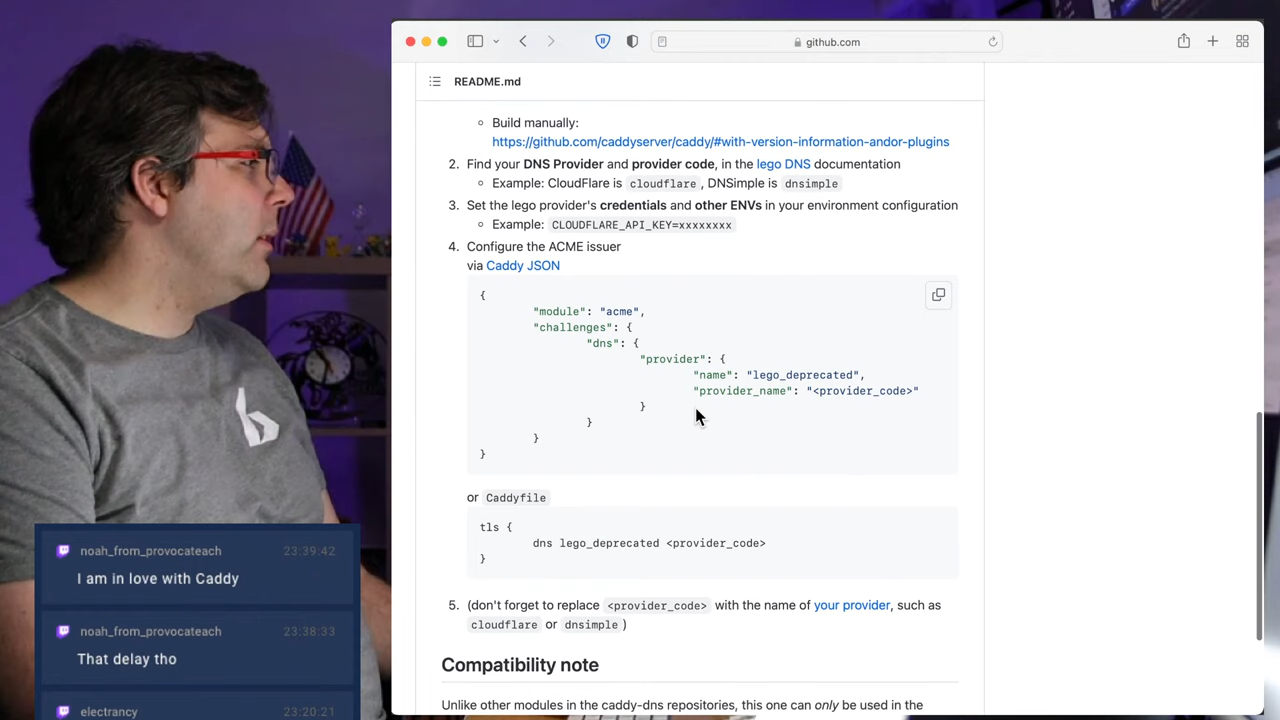 github.com
README.md
Build manually:
https://github.com/caddyserver/caddy/#with-version-information-andor-plugins
2. Find your DNS Provider and provider code, in the lego DNS documentation
Example: CloudFlare is cloudflare , DNSimple is dnsimple
3. Set the lego provider's credentials and other ENVs in your environment configuration
Example: CLOUDFLARE_API_KEY=xxxxxxxx
4. Configure the ACME issuer
via Caddy JSON
{
"module": "acme",
"challenges": {
"dns": {
"provider": {
"name": "lego_deprecated",
"provider_name": "<provider_code>"
}
}
}
}
or Caddyfile
tls {
dns lego_deprecated <provider_code>
}
5. (don't forget to replace <provider_code> with the name of your provider, such as
cloudflare or dnsimple )
Compatibility note
Unlike other modules in the caddy-dns repositories, this one can only be used in the
noah_from_provocateach 23:39:42
I am in love with Caddy
noah_from_provocateach 23:38:33
That delay tho
electrancy 23:20:21